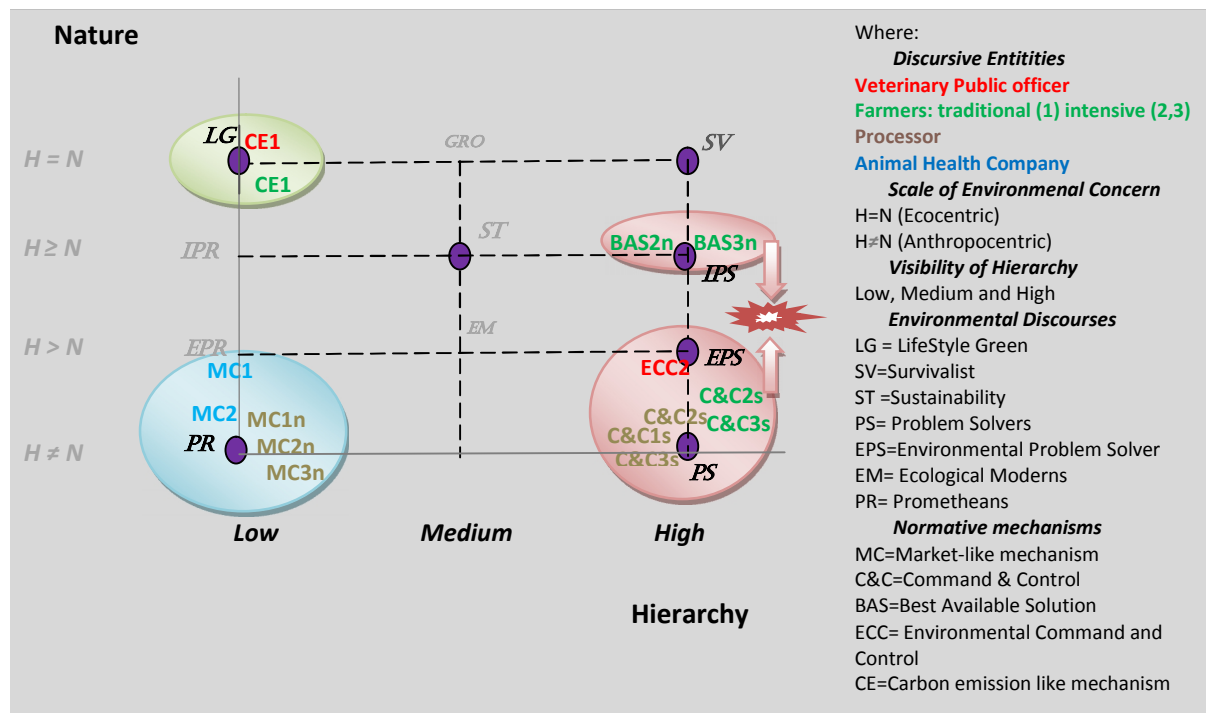 Nature
LG CE1
CE1
GRO
SV
H = N
H ≥ N
IPR
ST
BAS2n BAS3n
IPS
H > N
EPR
EM
EPS
MC1
MC2
MC1n
MC2n
MC3n
PR
ECC2
C&C2s
C&C3s
C&C2s
C&C1s
C&C3s
PS
H ≠ N
Low Medium High
Hierarchy
Where:
Discursive Entitities
Veterinary Public officer
Farmers: traditional (1) intensive (2,3)
Processor
Animal Health Company
Scale of Environmenal Concern
H=N (Ecocentric)
H≠N (Anthropocentric)
Visibility of Hierarchy
Low, Medium and High
Environmental Discourses
LG = LifeStyle Green
SV=Survivalist
ST =Sustainability
PS= Problem Solvers
EPS=Environmental Problem Solver
EM= Ecological Moderns
PR= Prometheans
Normative mechanisms
MC=Market-like mechanism
C&C=Command & Control
BAS=Best Available Solution
ECC= Environmental Command and
Control
CE=Carbon emission like mechanism